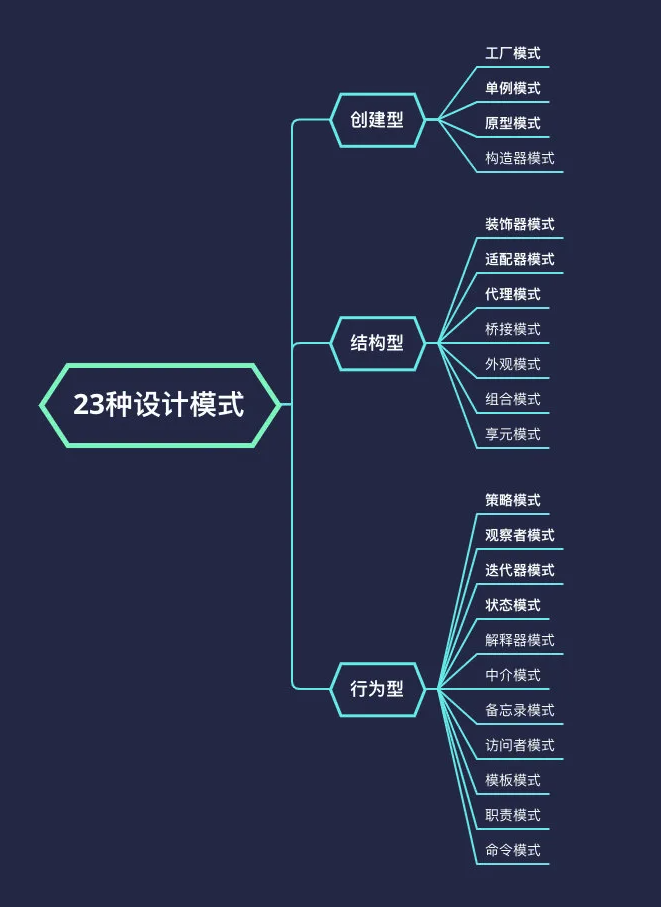 23种设计模式
创建型
工厂模式
单例模式
原型模式
构造器模式
结构型
装饰器模式
适配器模式
代理模式
桥接模式
外观模式
组合模式
享元模式
行为型
策略模式
观察者模式
迭代器模式
状态模式
解释器模式
中介模式
备忘录模式
访问者模式
模板模式
职责模式
命令模式